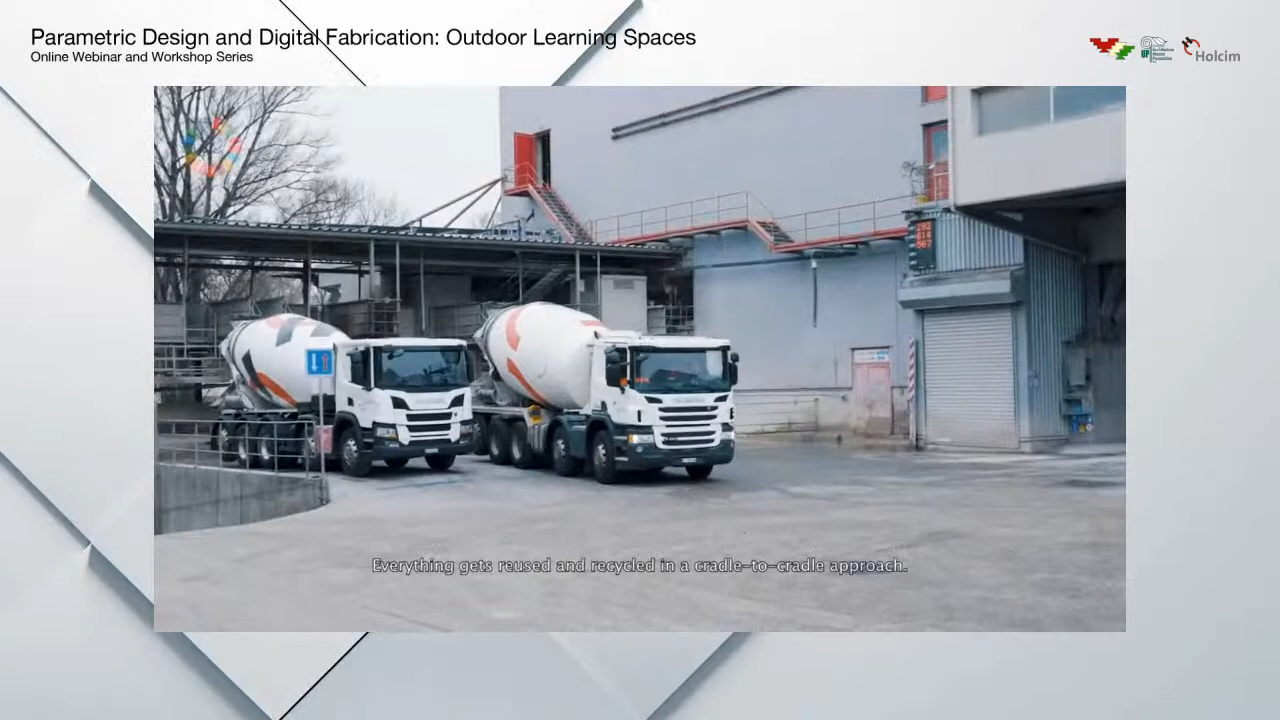 Parametric Design and Digital Fabrication: Outdoor Learning Spaces
Online Webinar and Workshop Series
UP
Holcim
Everything gets reused and recycled in a cradle-to-cradle approach.